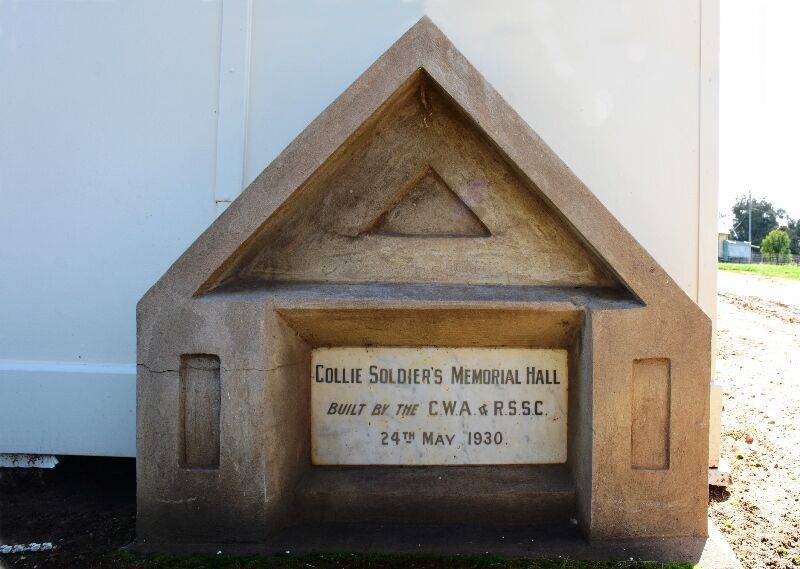 COLLIE SOLDIER'S MEMORIAL HALL
BUILT BY THE C.W.A. & R.S.S.C.
24TH MAY 1930.